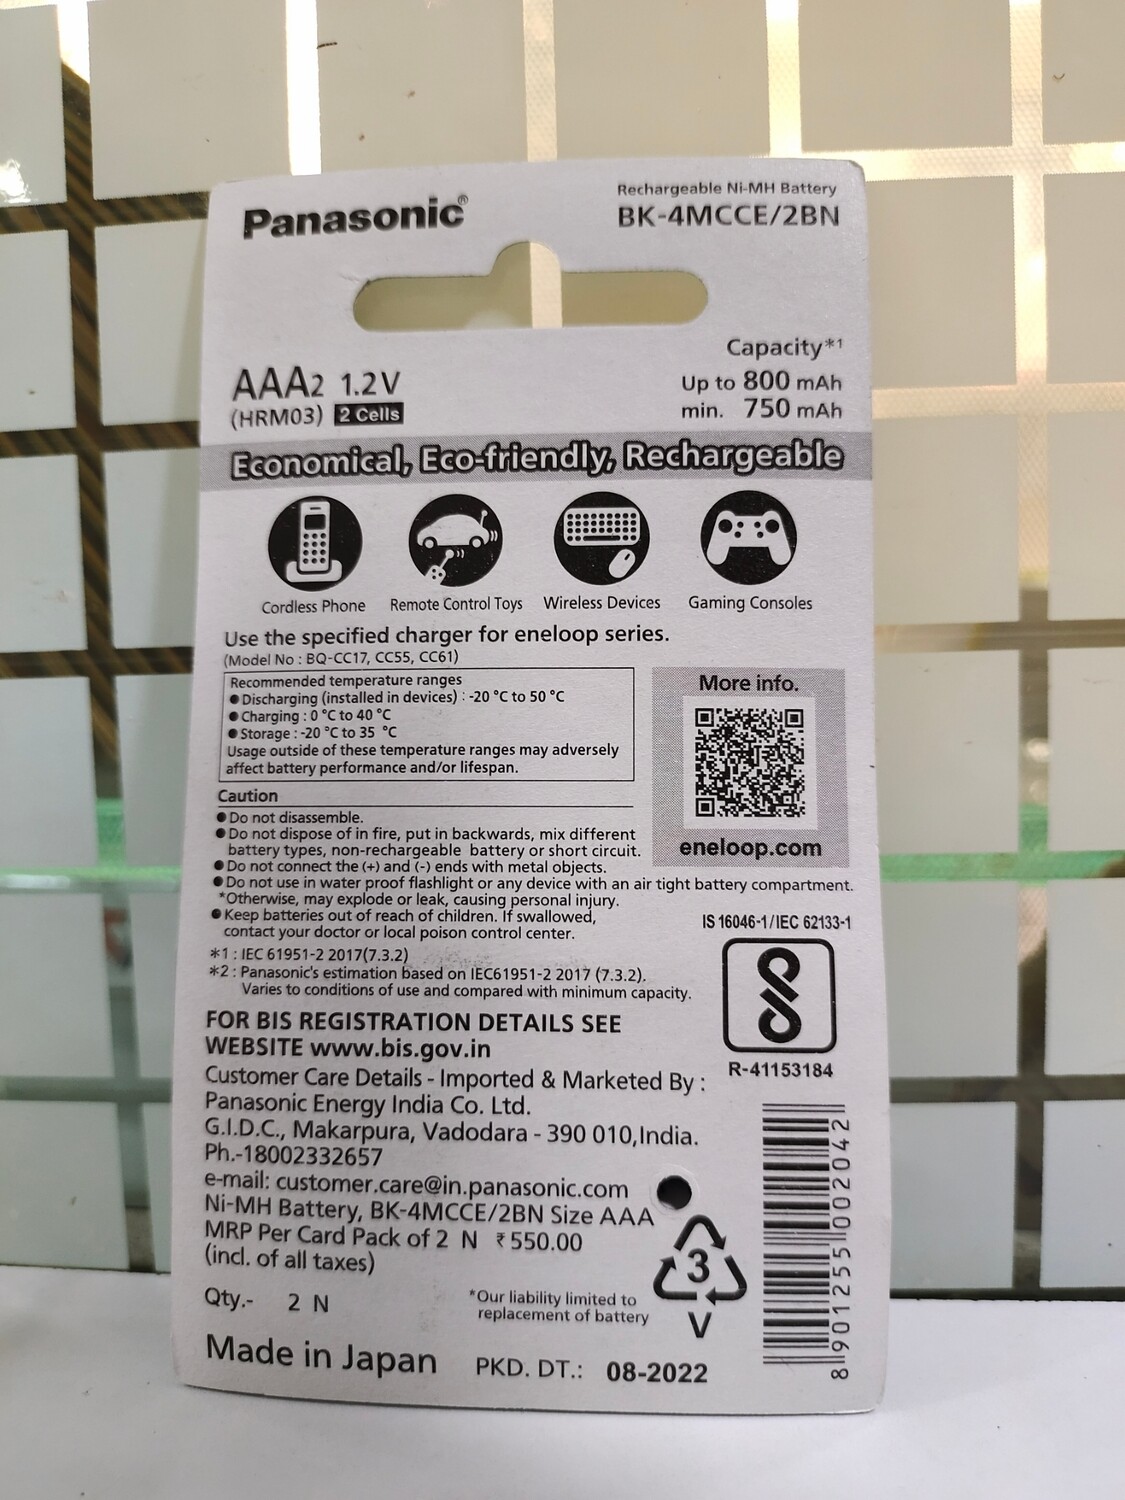 Panasonic®
Rechargeable Ni-MH Battery
BK-4MCCE/2BN
Capacity*1
AAA2 1.2V
(HRM03) 2 Cells
Up to 800 mAh
min. 750 mAh
Economical, Eco-friendly, Rechargeable
Cordless Phone
Remote Control Toys
Wireless Devices
Gaming Consoles
Use the specified charger for eneloop series.
(Model No : BQ-CC17, CC55, CC61)
Recommended temperature ranges
● Discharging (installed in devices) : -20 °C to 50 °C
● Charging : 0 °C to 40 °C
● Storage : -20 °C to 35 °C
Usage outside of these temperature ranges may adversely
affect battery performance and/or lifespan.
More info.
eneloop.com
Caution
● Do not disassemble.
● Do not dispose of in fire, put in backwards, mix different
battery types, non-rechargeable battery or short circuit.
● Do not connect the (+) and (-) ends with metal objects.
● Do not use in water proof flashlight or any device with an air tight battery compartment.
*Otherwise, may explode or leak, causing personal injury.
● Keep batteries out of reach of children. If swallowed,
contact your doctor or local poison control center.
*1 : IEC 61951-2 2017(7.3.2)
*2 : Panasonic's estimation based on IEC61951-2 2017 (7.3.2).
Varies to conditions of use and compared with minimum capacity.
IS 16046-1/IEC 62133-1
R-41153184
FOR BIS REGISTRATION DETAILS SEE
WEBSITE www.bis.gov.in
Customer Care Details - Imported & Marketed By :
Panasonic Energy India Co. Ltd.
G.I.D.C., Makarpura, Vadodara - 390 010,India.
Ph.-18002332657
e-mail: customer.care@in.panasonic.com
Ni-MH Battery, BK-4MCCE/2BN Size AAA
MRP Per Card Pack of 2 N ₹550.00
(incl. of all taxes)
Qty.- 2 N
*Our liability limited to
replacement of battery
3
V
8901255002042
Made in Japan
PKD. DT.: 08-2022